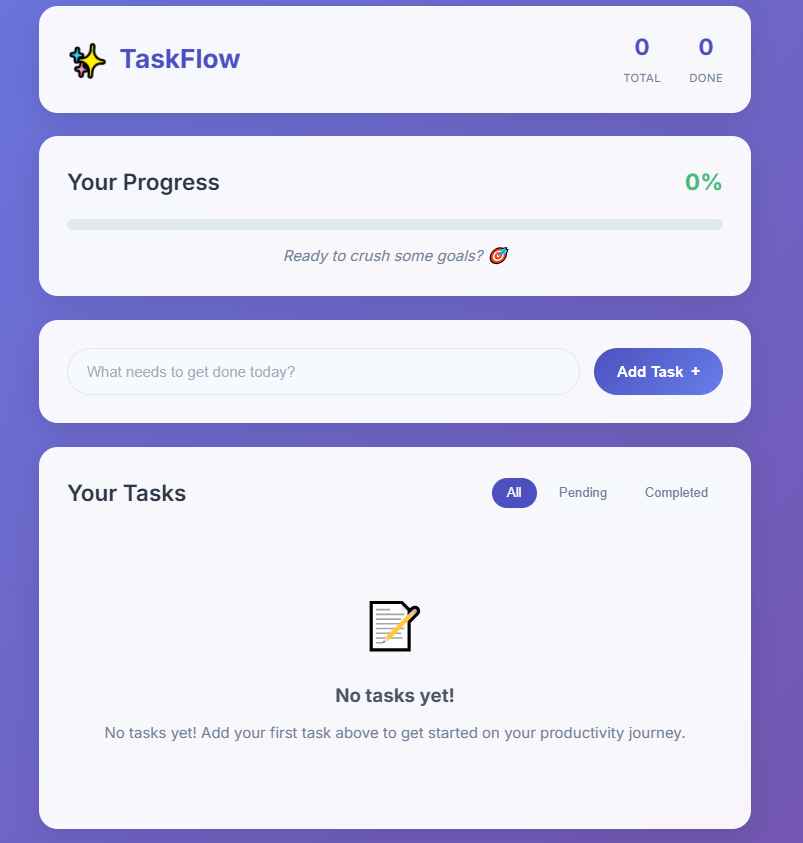 TaskFlow
0
TOTAL
0
DONE
Your Progress
0%
Ready to crush some goals? 🎯
What needs to get done today?
Add Task +
Your Tasks
All
Pending
Completed
No tasks yet!
No tasks yet! Add your first task above to get started on your productivity journey.